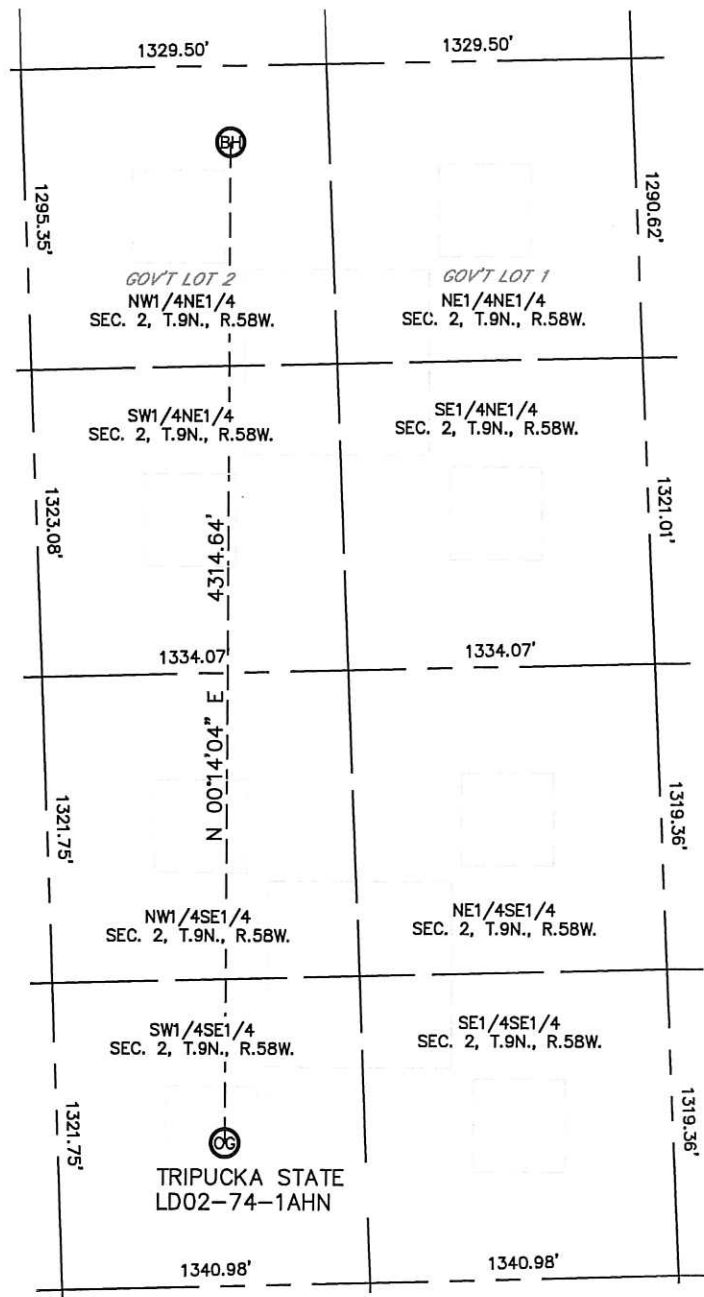 1329.50'
1329.50'
BH
1295.35'
1290.62'
GOV'T LOT 2
NW1/4NE1/4
SEC. 2, T.9N., R.58W.
GOV'T LOT 1
NE1/4NE1/4
SEC. 2, T.9N., R.58W.
SW1/4NE1/4
SEC. 2, T.9N., R.58W.
SE1/4NE1/4
SEC. 2, T.9N., R.58W.
1323.08'
4314.64'
1321.01'
1334.07
1334.07'
N 00°14'04" E
1321.75'
1319.36'
NW1/4SE1/4
SEC. 2, T.9N., R.58W.
NE1/4SE1/4
SEC. 2, T.9N., R.58W.
SW1/4SE1/4
SEC. 2, T.9N., R.58W.
SE1/4SE1/4
SEC. 2, T.9N., R.58W.
1321.75'
1319.36'
OG
TRIPUCKA STATE
LD02-74-1AHN
1340.98'
1340.98'